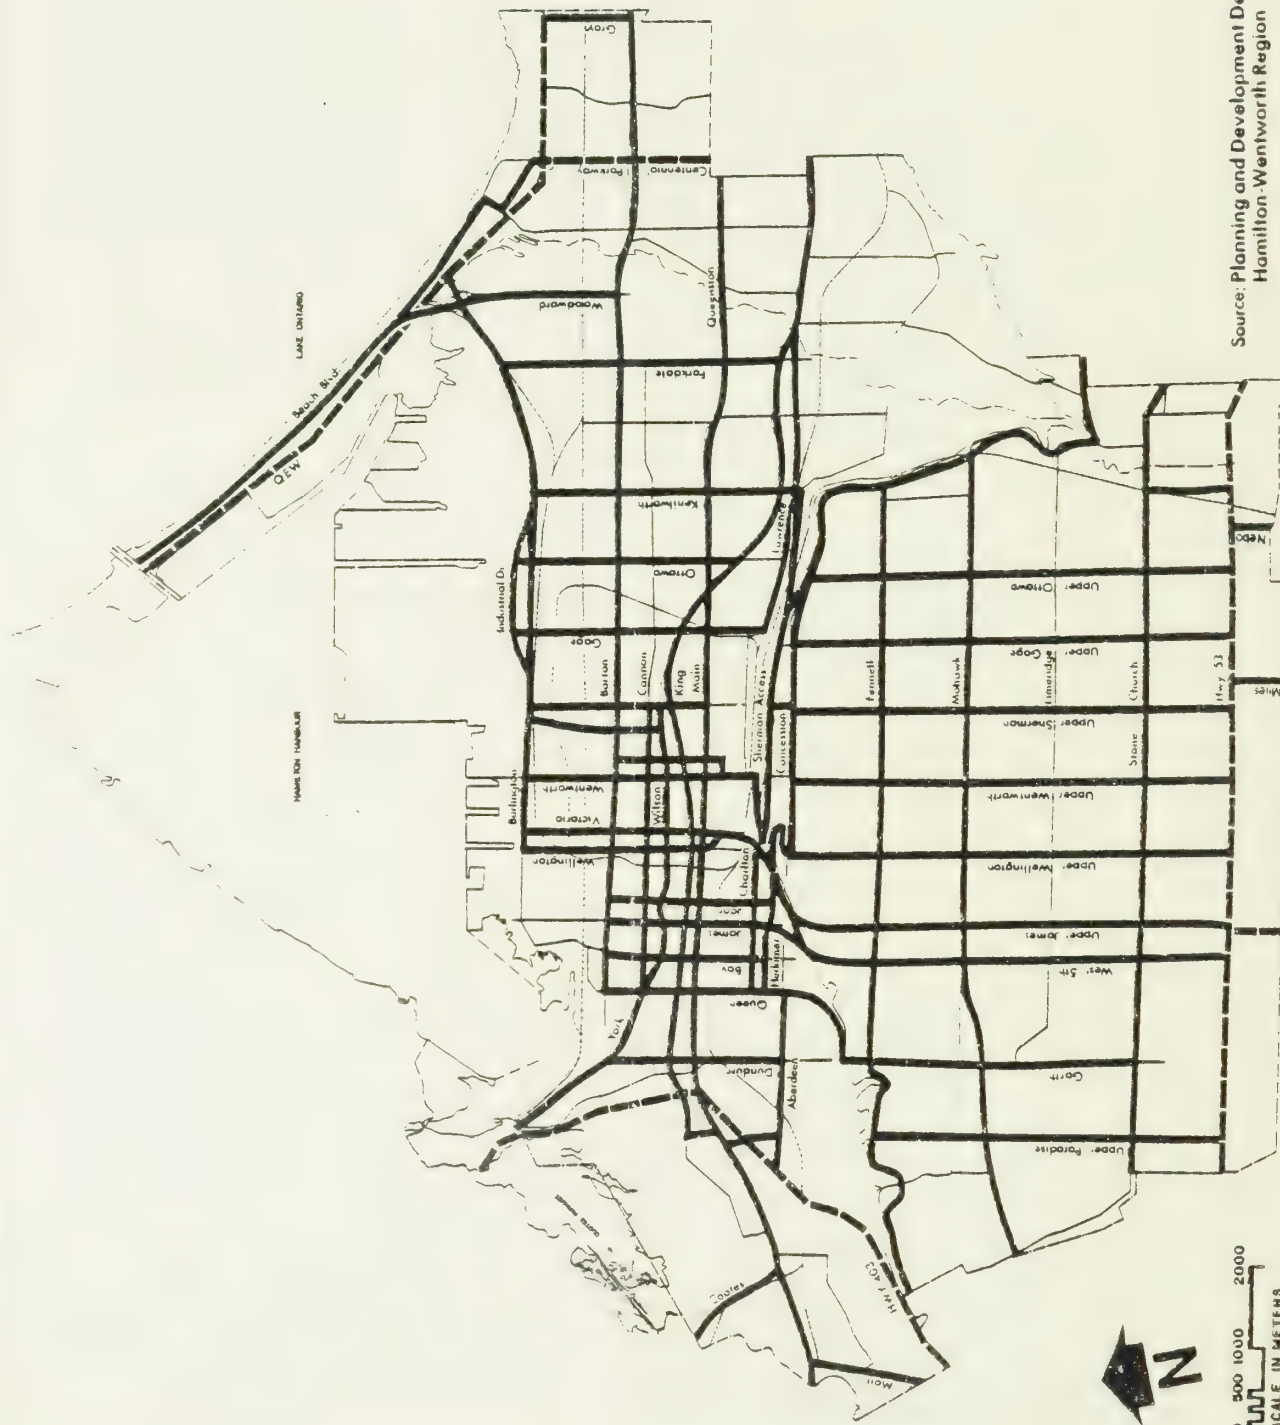 LAKE ONTARIO
HAMILTON HARBOUR
Beach Blvd.
QEW
Grays
Parkway
Centennial
Woodward
Queenston
Parkdale
Kenilworth
Lawrence
Ottawa
Industrial Dr.
Gage
Barton
Cannon
King
Main
Sherman Access
Concession
Burlington
Wentworth
Victoria
Wilson
Wellington
Charlton
John
James
Bay
Herkimer
Queen
York
Dundurn
Aberdeen
HWY 403
Main
Fennell
Mohawk
Limeridge
Stone
Church
Hwy 53
Nebo
Miles
Upper Ottawa
Upper Gage
Upper Sherman
Upper Wentworth
Upper Wellington
Upper James
West 5th
Garth
Upper Paradise
N
500 1000 2000
SCALE IN METERS
Source: Planning and Development De
Hamilton-Wentworth Region